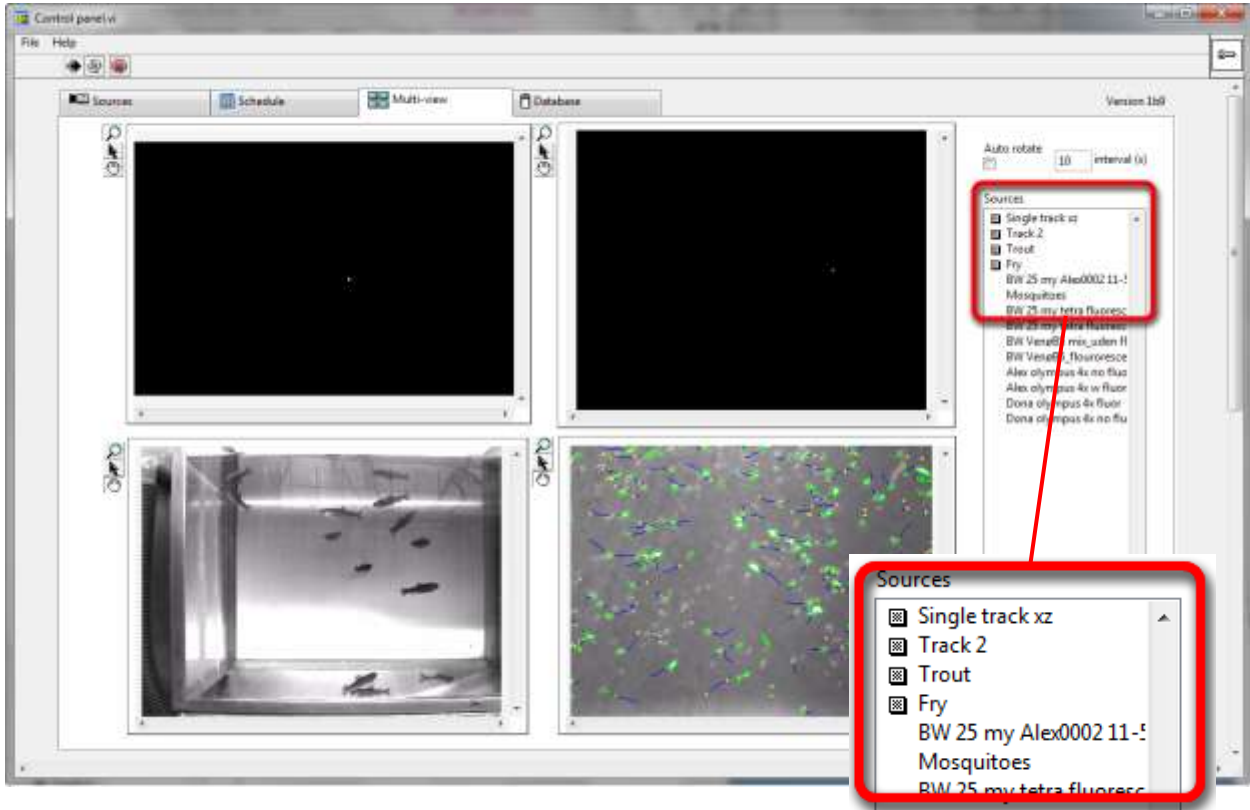 Control panel.vi
File Help
Sources Schedule Multi-view Database
Version 1b9
Auto rotate
10 interval (s)
Sources
Single track xz
Track 2
Trout
Fry
BW 25 my Alex0002 11-5
Mosquitoes
BW 25 my tetra fluoresc
BW 25 my tetra fluoresc
BW mix_uden fl
BW
Alex olympus 4x no fluo
Alex olympus 4x w fluor
Dona olympus 4x fluor
Dona olympus 4x no flu
Sources
Single track xz
Track 2
Trout
Fry
BW 25 my Alex0002 11-5
Mosquitoes
BW 25 my tetra fluoresc